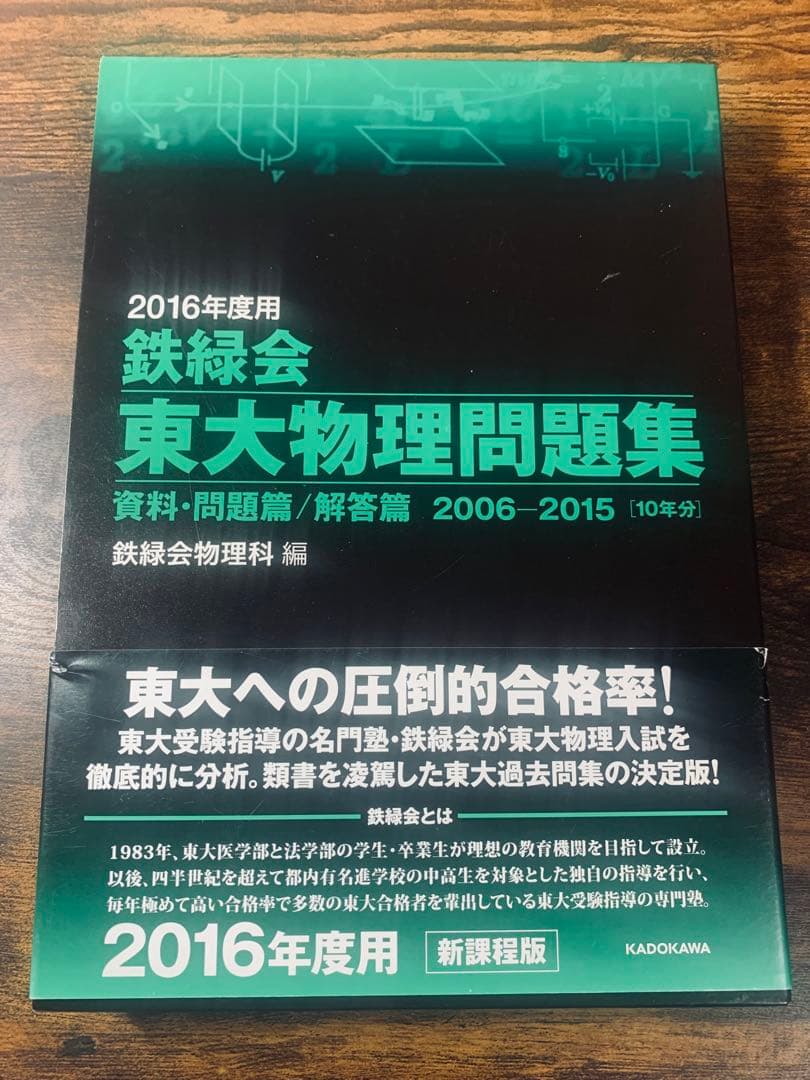 2016年度用
鉄緑会
東大物理問題集
資料・問題篇/解答篇 2006—2015 [10年分]
鉄緑会物理科 編
東大への圧倒的合格率!
東大受験指導の名門塾・鉄緑会が東大物理入試を
徹底的に分析。類書を凌駕した東大過去問集の決定版!
鉄緑会とは
1983年、東大医学部と法学部の学生・卒業生が理想の教育機関を目指して設立。
以後、四半世紀を超えて都内有名進学校の中高生を対象とした独自の指導を行い、
毎年極めて高い合格率で多数の東大合格者を輩出している東大受験指導の専門塾。
2016年度用 新課程版 KADOKAWA